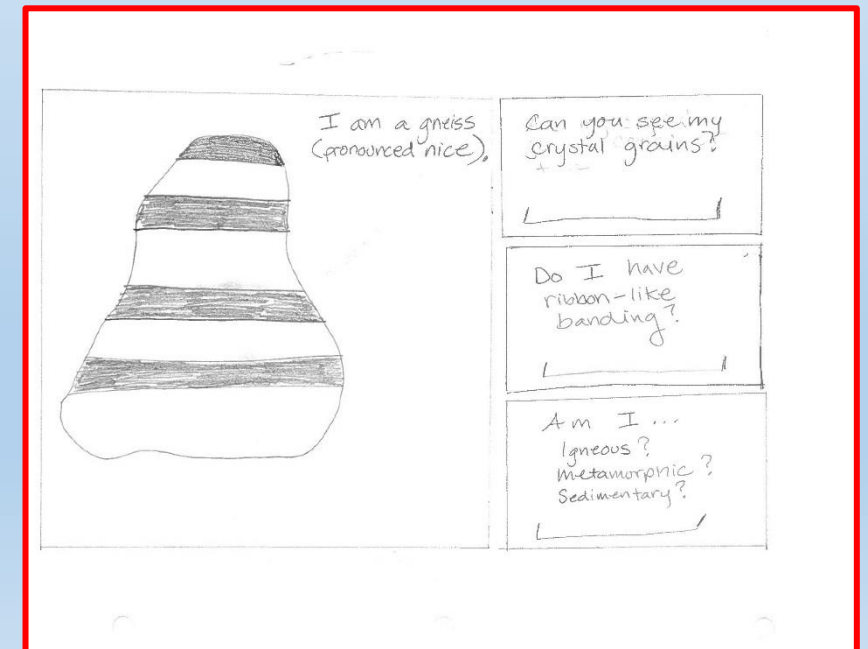 I am a gneiss
(pronounced nice).
Can you see my
crystal grains?
Do I have
ribbon-like
banding?
Am I ...
Igneous?
metamorphic?
Sedimentary?